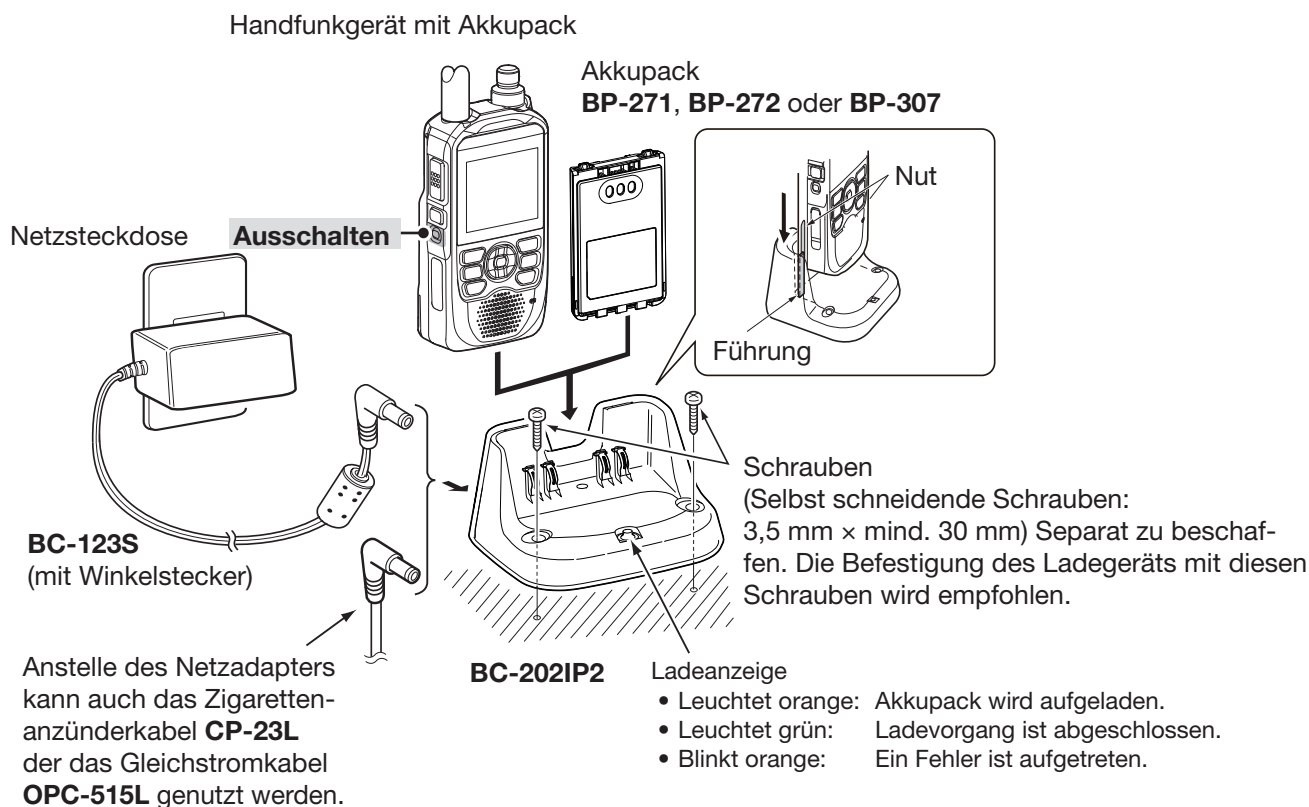 Handfunkgerät mit Akkupack
Akkupack
BP-271, BP-272 oder BP-307
Nut
Netzsteckdose
Ausschalten
Führung
Schrauben
(Selbst schneidende Schrauben:
3,5 mm × mind. 30 mm) Separat zu beschaf-
fen. Die Befestigung des Ladegeräts mit diesen
Schrauben wird empfohlen.
BC-123S
(mit Winkelstecker)
Anstelle des Netzadapters
kann auch das Zigaretten-
anzünderkabel CP-23L
der das Gleichstromkabel
OPC-515L genutzt werden.
BC-202IP2
Ladeanzeige
• Leuchtet orange: Akkupack wird aufgeladen.
• Leuchtet grün: Ladevorgang ist abgeschlossen.
• Blinkt orange: Ein Fehler ist aufgetreten.